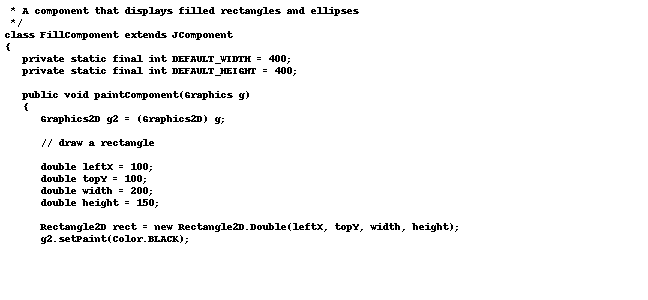 * A component that displays filled rectangles and ellipses
*/
class FillComponent extends JComponent
{
private static final int DEFAULT_WIDTH = 400;
private static final int DEFAULT_HEIGHT = 400;
public void paintComponent(Graphics g)
{
Graphics2D g2 = (Graphics2D) g;
// draw a rectangle
double leftX = 100;
double topY = 100;
double width = 200;
double height = 150;
Rectangle2D rect = new Rectangle2D.Double(leftX, topY, width, height);
g2.setPaint(Color.BLACK);